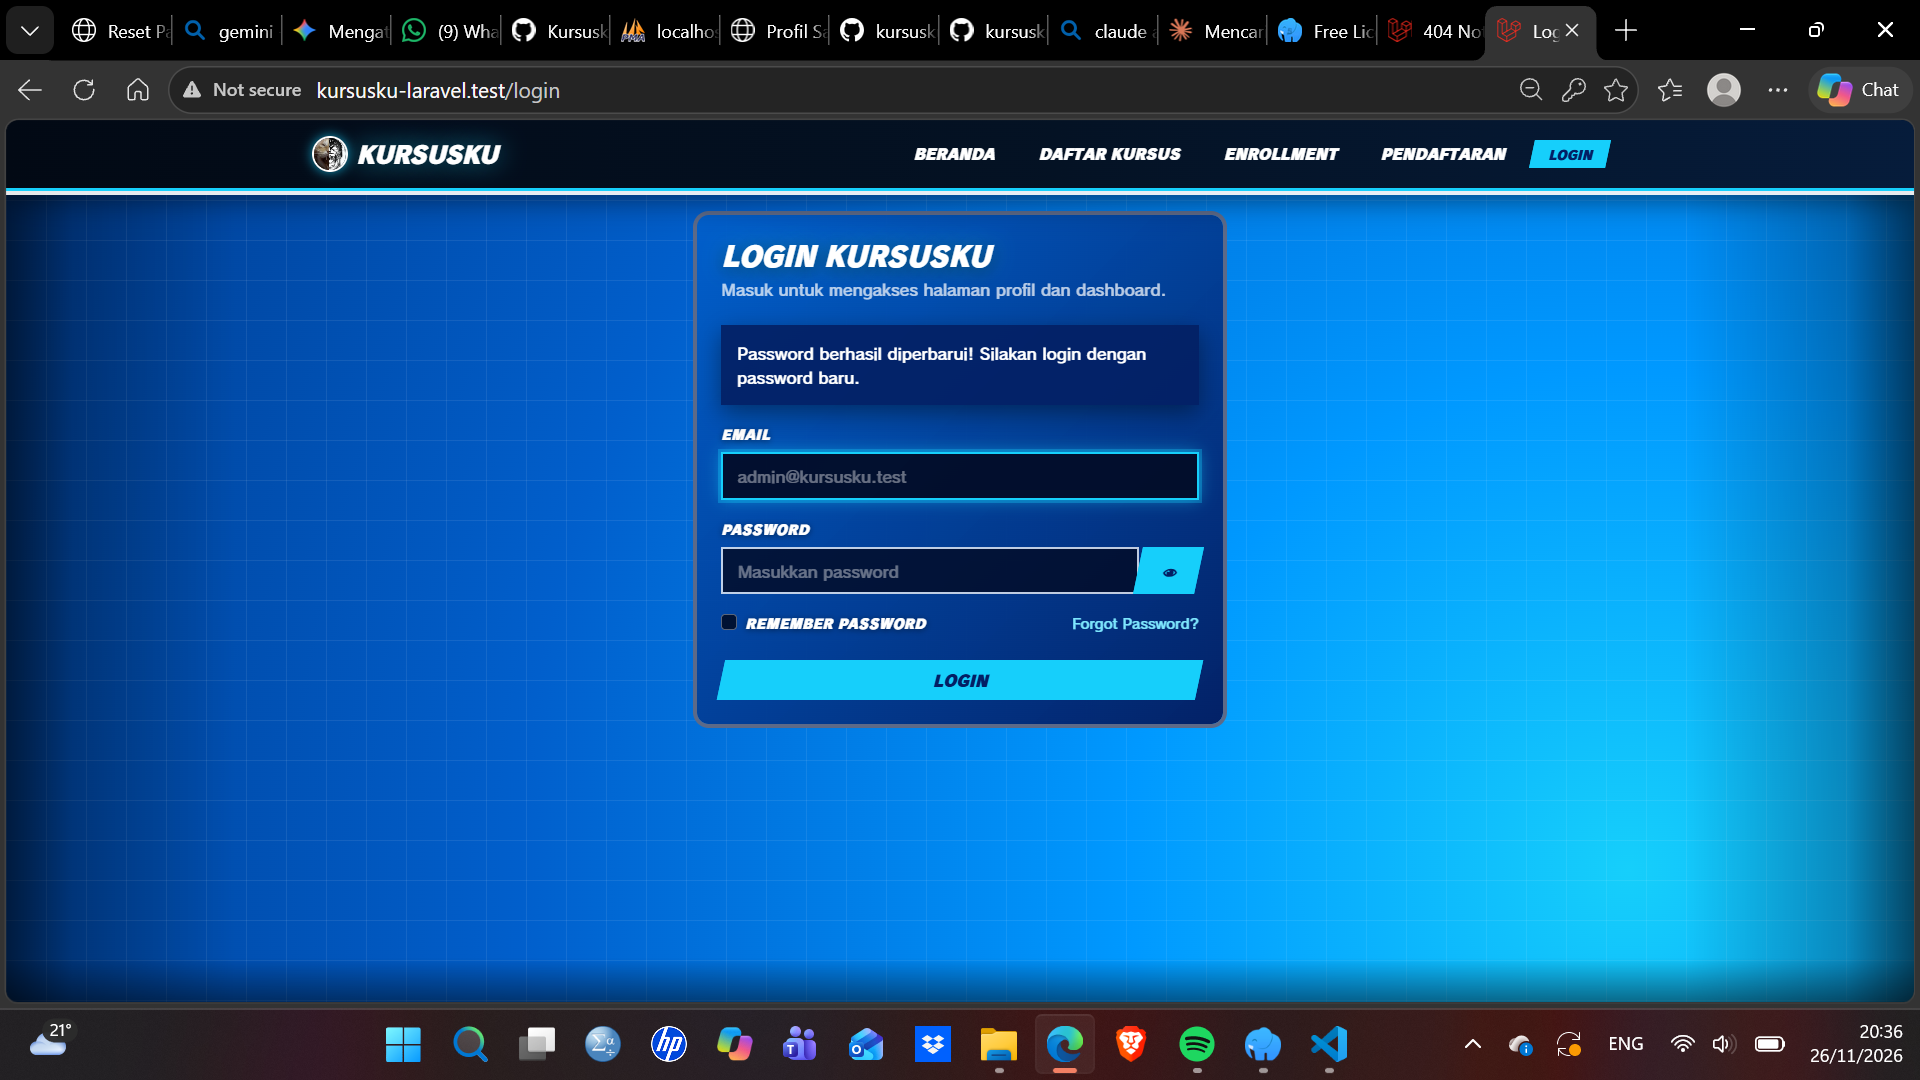 Reset Pa
gemini
Mengat
(9) Wha
Kursusk
localhos
Profil Sa
kursusk
kursusk
claude a
Mencar
Free Lic
404 No
Log
Not secure
kursusku-laravel.test/login
Chat
KURSUSKU
BERANDA
DAFTAR KURSUS
ENROLLMENT
PENDAFTARAN
LOGIN
LOGIN KURSUSKU
Masuk untuk mengakses halaman profil dan dashboard.
Password berhasil diperbarui! Silakan login dengan
password baru.
EMAIL
admin@kursusku.test
PASSWORD
Masukkan password
REMEMBER PASSWORD
Forgot Password?
LOGIN
21°
ENG
20:36
26/11/2026